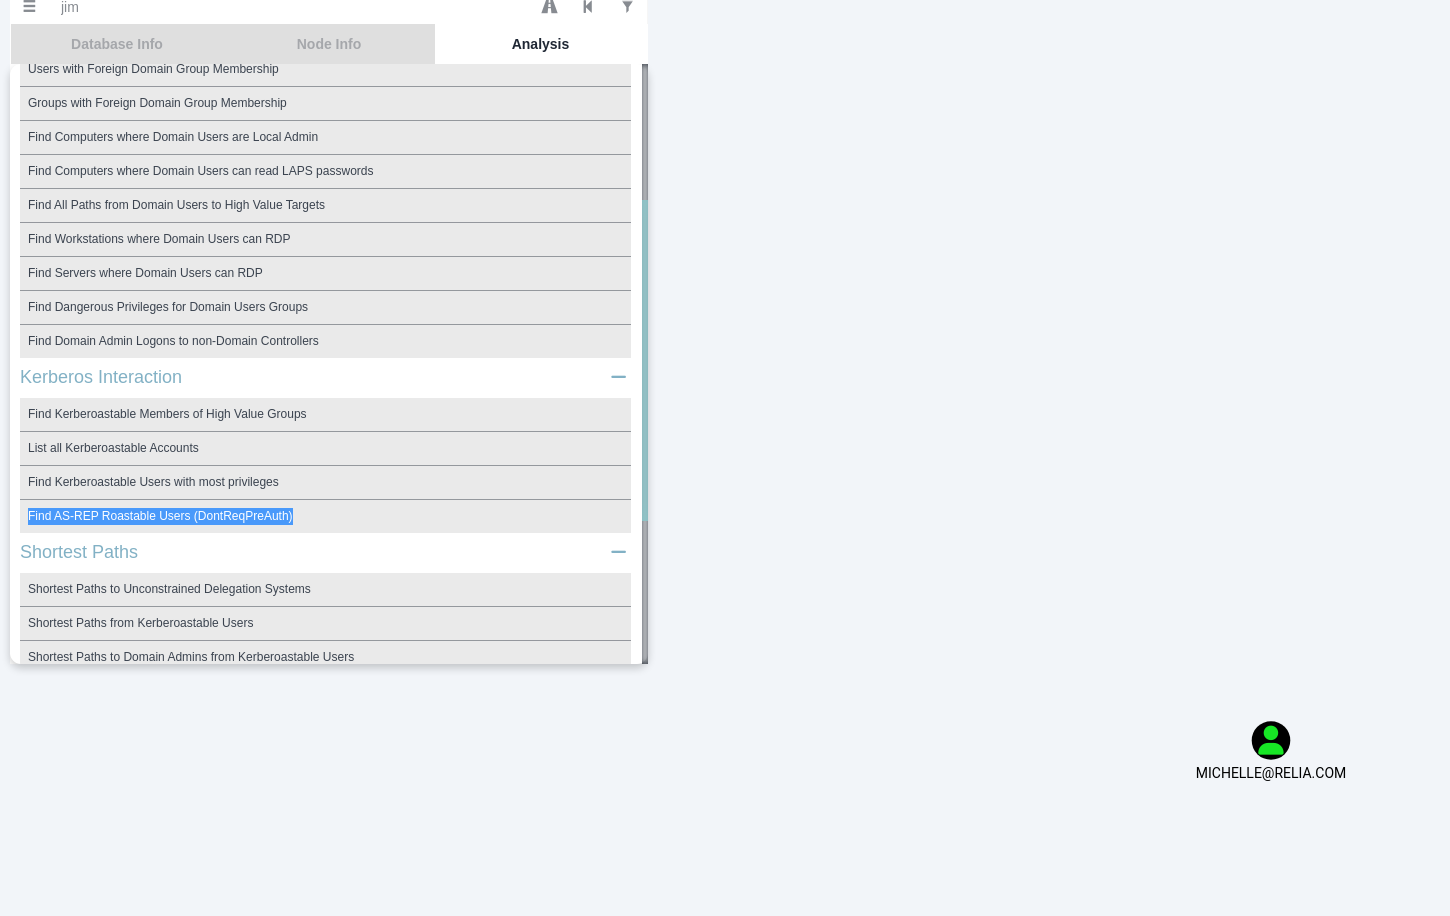 jim
Database Info
Node Info
Analysis
Users with Foreign Domain Group Membership
Groups with Foreign Domain Group Membership
Find Computers where Domain Users are Local Admin
Find Computers where Domain Users can read LAPS passwords
Find All Paths from Domain Users to High Value Targets
Find Workstations where Domain Users can RDP
Find Servers where Domain Users can RDP
Find Dangerous Privileges for Domain Users Groups
Find Domain Admin Logons to non-Domain Controllers
Kerberos Interaction
Find Kerberoastable Members of High Value Groups
List all Kerberoastable Accounts
Find Kerberoastable Users with most privileges
Find AS-REP Roastable Users (DontReqPreAuth)
Shortest Paths
Shortest Paths to Unconstrained Delegation Systems
Shortest Paths from Kerberoastable Users
Shortest Paths to Domain Admins from Kerberoastable Users
MICHELLE@RELIA.COM